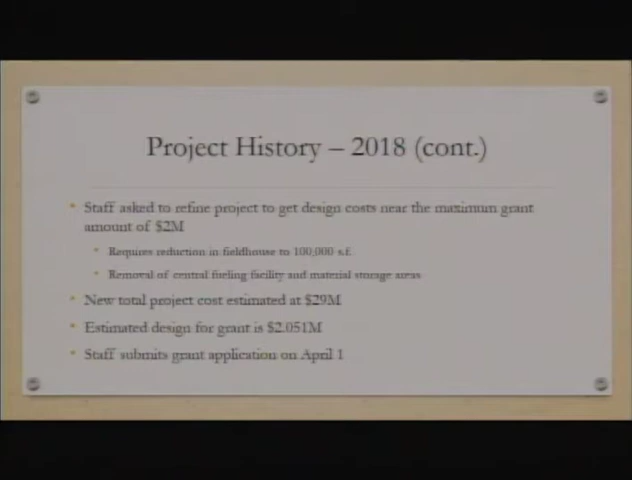 Project History – 2018 (cont.)
• Staff asked to refine project to get design costs near the maximum grant
amount of $2M
• Requires reduction in fieldhouse to 100,000 s.f.
• Removal of central fueling facility and material storage areas
• New total project cost estimated at $29M
• Estimated design for grant is $2.051M
• Staff submits grant application on April 1